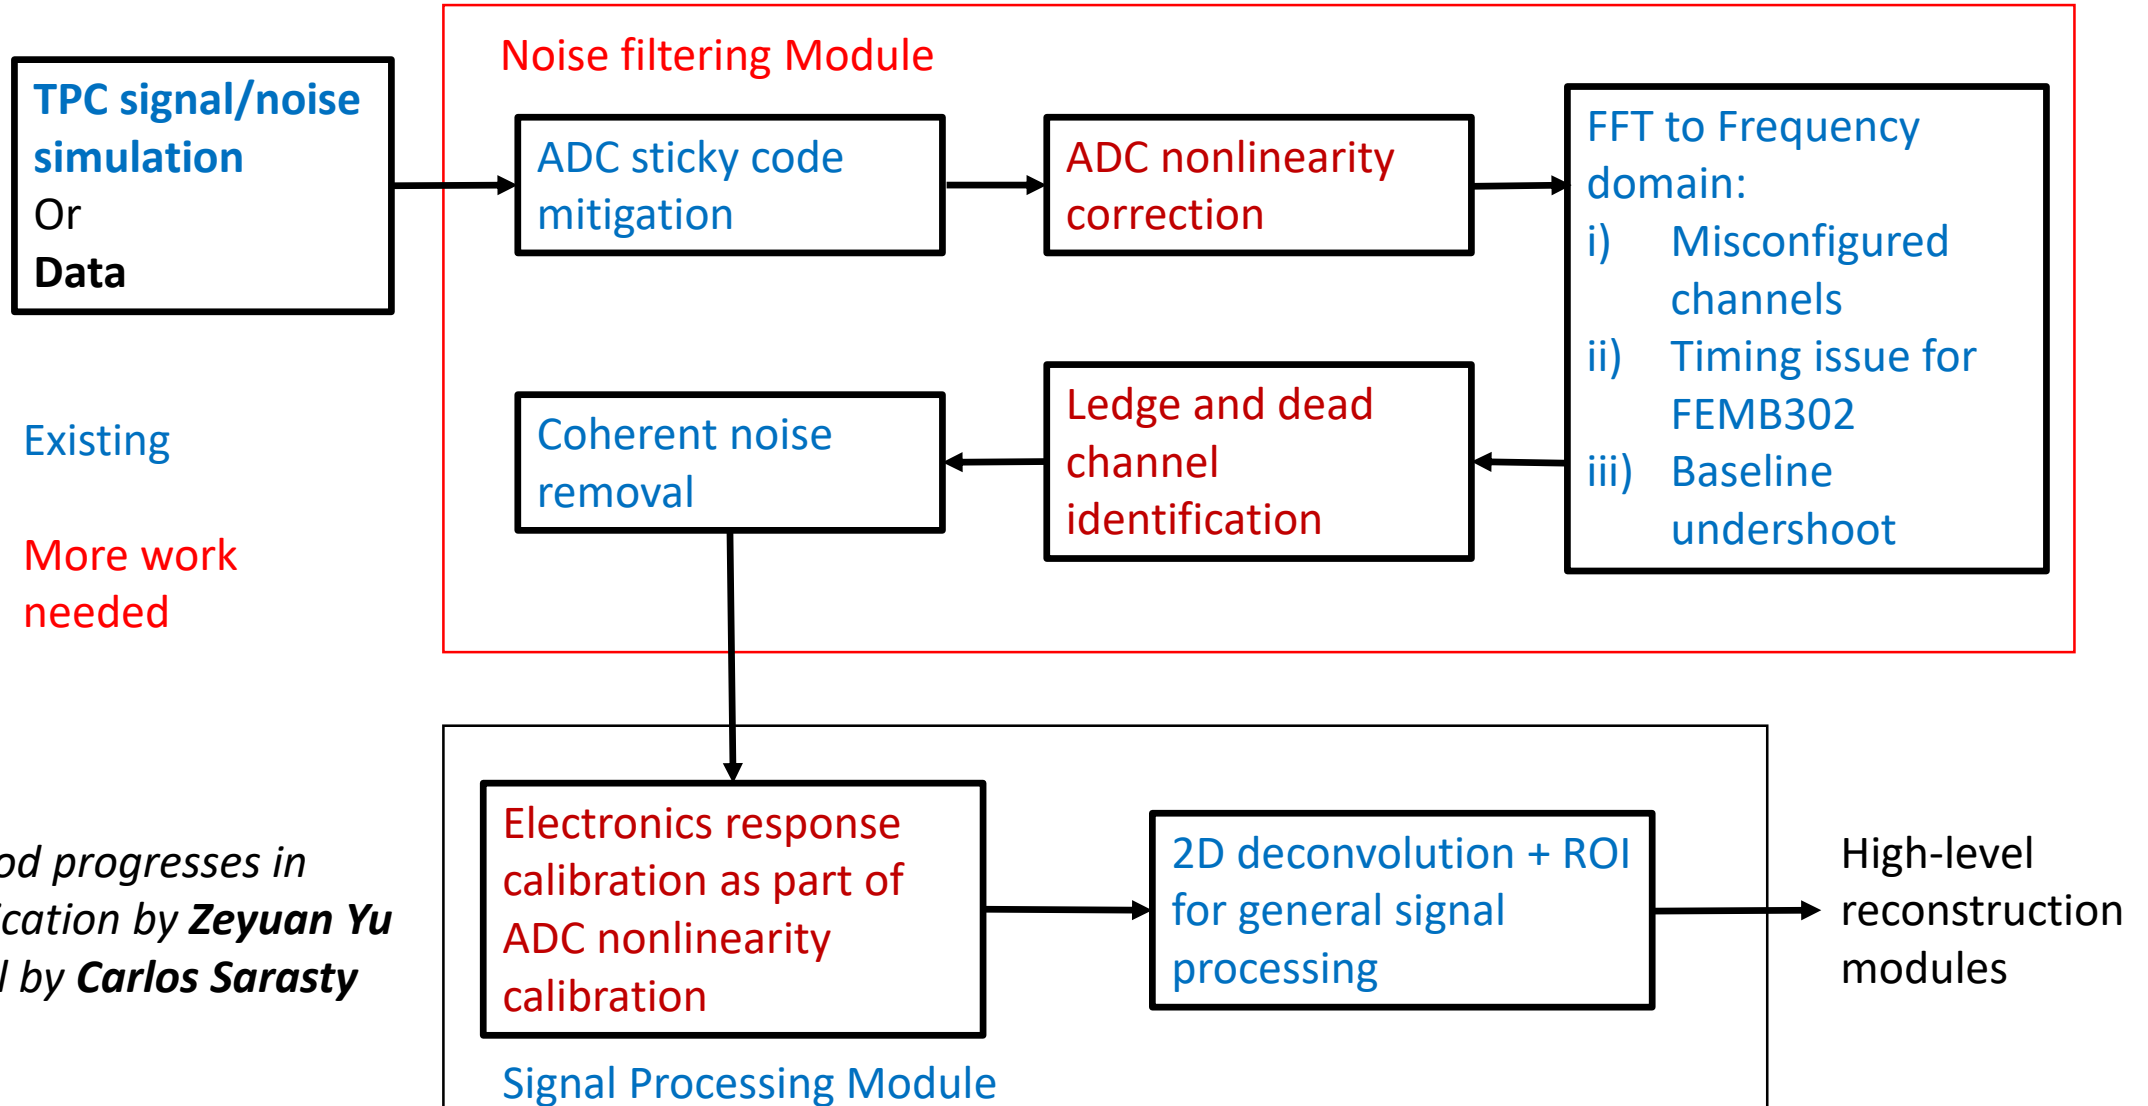 Noise filtering Module
TPC signal/noise
simulation
Or
Data
ADC sticky code
mitigation
ADC nonlinearity
correction
FFT to Frequency
domain:
i) Misconfigured
channels
ii) Timing issue for
FEMB302
iii) Baseline
undershoot
Ledge and dead
channel
identification
Coherent noise
removal
Existing
More work
needed
Electronics response
calibration as part of
ADC nonlinearity
calibration
2D deconvolution + ROI
for general signal
processing
High-level
reconstruction
modules
Signal Processing Module
progresses in
by Zeyuan Yu
by Carlos Sarasty